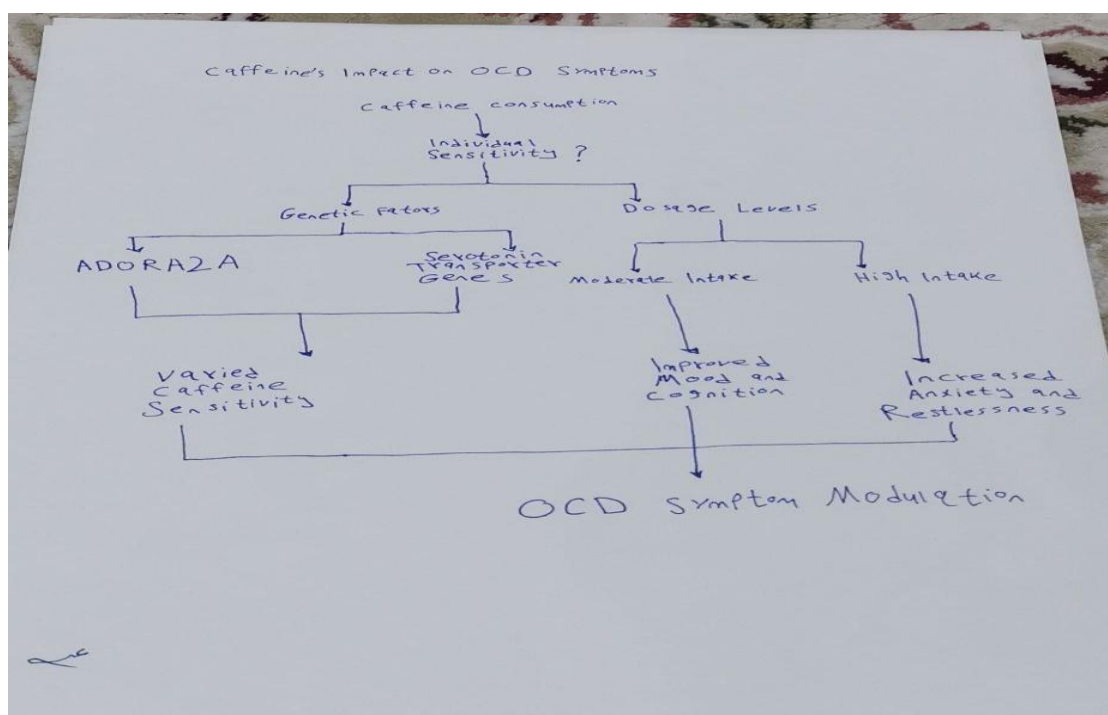 Caffeine's Impact on OCD Symptoms
Caffeine consumption
Individual
Sensitivity ?
Genetic Fators
Dosage Levels
ADORA2A
Serotonin
Transporter
Genes
Moderate Intake
High Intake
Varied
Caffeine
Sensitivity
Improved
Mood and
Cognition
Increased
Anxiety and
Restlessness
OCD Symptom Modulation